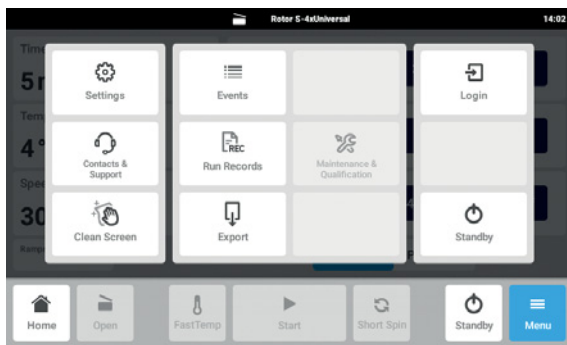 Rotor S-4xUniversal
14:02
Settings
Events
Login
Contacts &
Support
Run Records
REC
Maintenance &
Qualification
Clean Screen
Export
Standby
Home
Open
FastTemp
Start
Short Spin
Standby
Menu